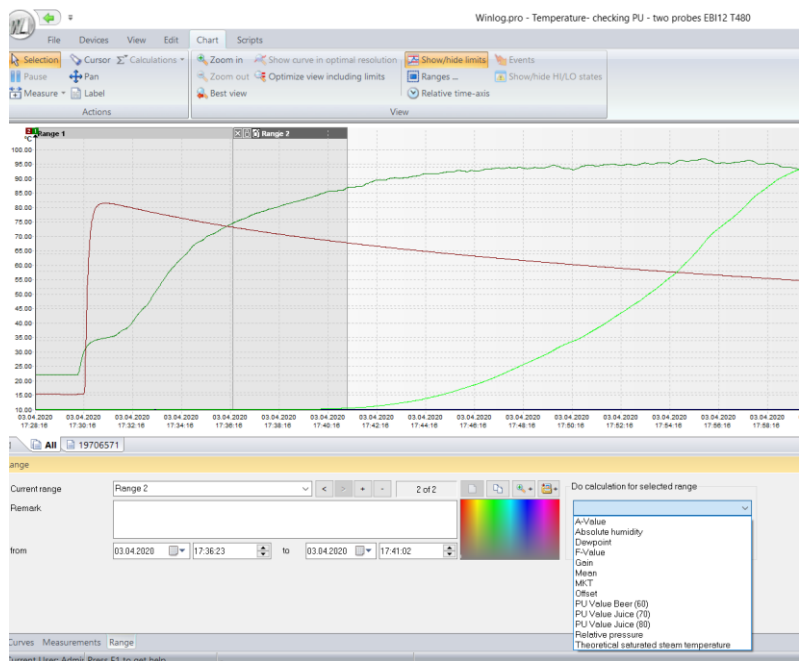 Winlog.pro - Temperature- checking PU - two probes EBI12 T480
File Devices View Edit Chart Scripts
Selection Cursor Calculations Zoom in Show curve in optimal resolution Show/hide limits Events
Pause Pan Zoom out Optimize view including limits Ranges ... Show/hide HI/LO states
Measure Label Best view Relative time-axis
Actions View
2 1 Range 1 Range 2
°C
100.00
95.00
90.00
85.00
80.00
75.00
70.00
65.00
60.00
55.00
50.00
45.00
40.00
35.00
30.00
25.00
20.00
15.00
10.00
03.04.2020 03.04.2020 03.04.2020 03.04.2020 03.04.2020 03.04.2020 03.04.2020 03.04.2020 03.04.2020 03.04.2020 03.04.2020 03.04.2020 03.04.2020 03.04.2020 03.04.2020 03.04.2020
17:28:16 17:30:16 17:32:16 17:34:16 17:36:16 17:38:16 17:40:16 17:42:16 17:44:16 17:46:16 17:48:16 17:50:16 17:52:16 17:54:16 17:56:16 17:58:16
All 19706571
ange
Current range Range 2 < > + - 2 of 2 Do calculation for selected range
Remark
from 03.04.2020 17:36:23 to 03.04.2020 17:41:02
A-Value
Absolute humidity
Dewpoint
F-Value
Gain
Mean
MKT
Offset
PU Value Beer (60)
PU Value Juice (70)
PU Value Juice (80)
Relative pressure
Theoretical saturated steam temperature
Curves Measurements Range
Current User: Admi Press F1 to get help